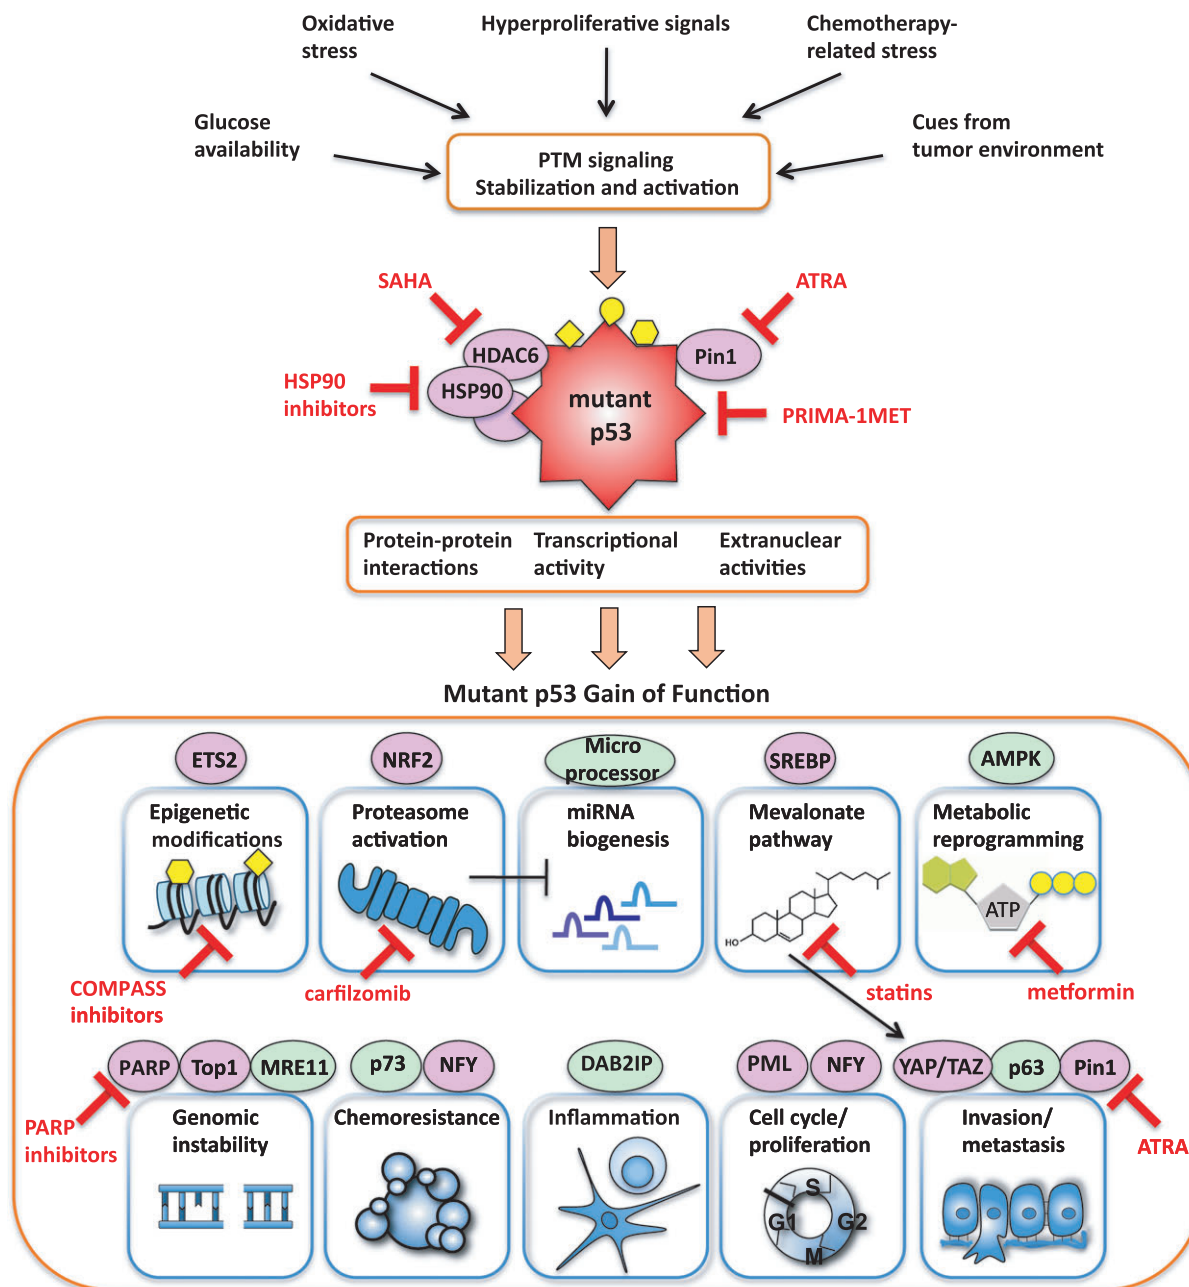 Oxidative
stress
Hyperproliferative signals
Chemotherapy-
related stress
Glucose
availability
Cues from
tumor environment
PTM signaling
Stabilization and activation
SAHA
ATRA
HDAC6
Pin1
HSP90
HSP90
inhibitors
mutant
p53
PRIMA-1MET
Protein-protein
interactions
Transcriptional
activity
Extranuclear
activities
Mutant p53 Gain of Function
ETS2
NRF2
Micro
processor
SREBP
AMPK
Epigenetic
modifications
Proteasome
activation
miRNA
biogenesis
Mevalonate
pathway
Metabolic
reprogramming
HO
ATP
COMPASS
inhibitors
carfilzomib
statins
metformin
PARP
Top1
MRE11
p73
NFY
DAB2IP
PML
NFY
YAP/TAZ
p63
Pin1
PARP
inhibitors
Genomic
instability
Chemoresistance
Inflammation
Cell cycle/
proliferation
Invasion/
metastasis
ATRA
S
G1
G2
M